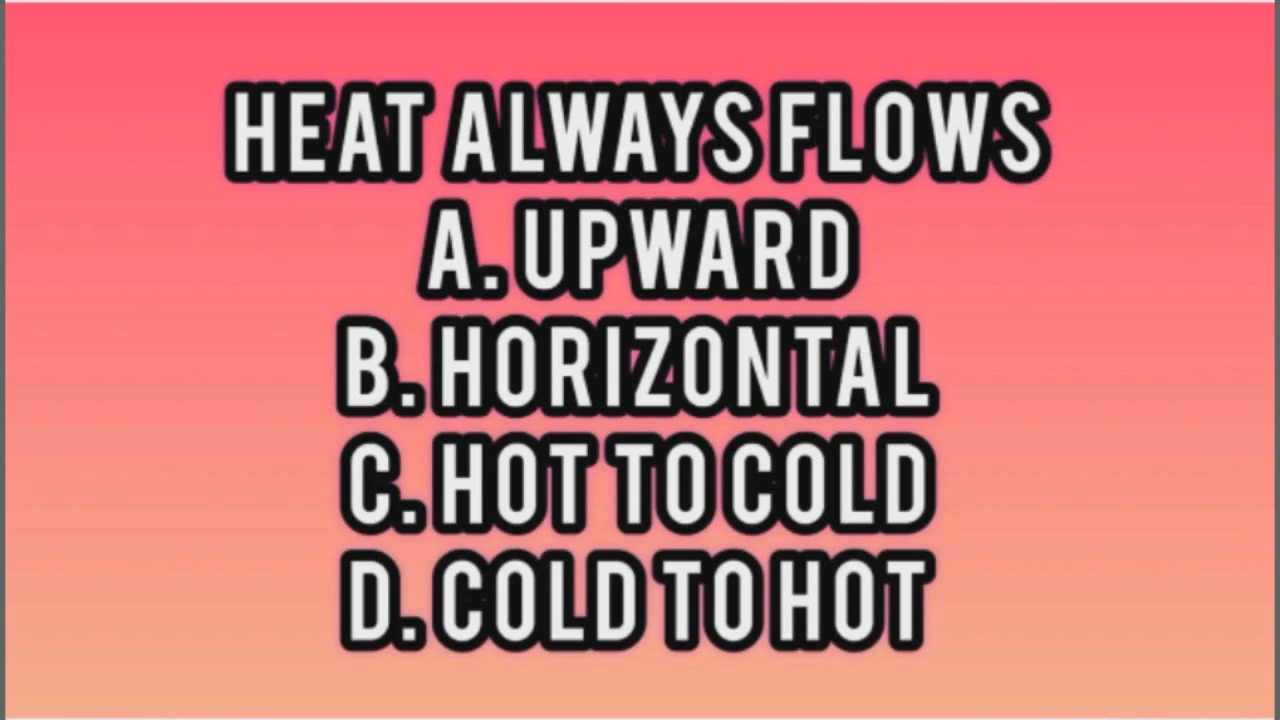 HEAT ALWAYS FLOWS
A. UPWARD
B. HORIZONTAL
C. HOT TO COLD
D. COLD TO HOT